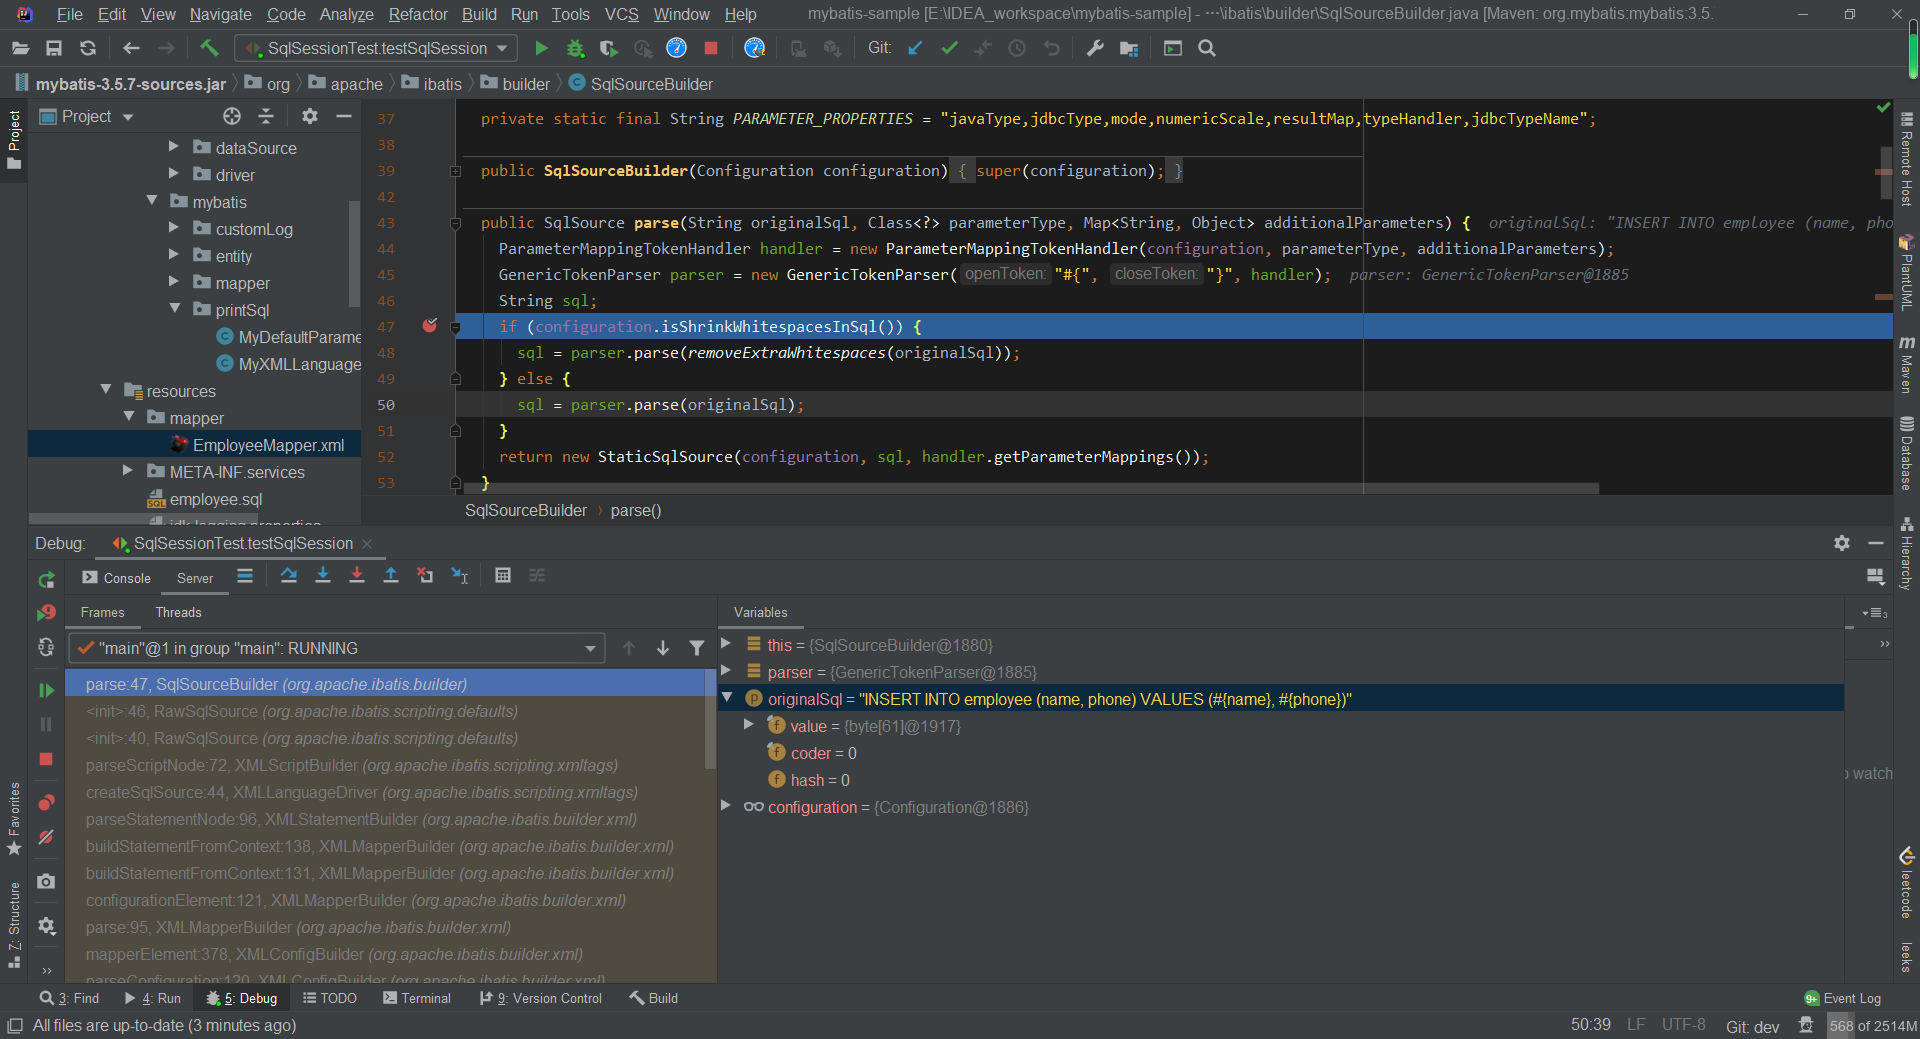 File Edit View Navigate Code Analyze Refactor Build Run Tools VCS Window Help mybatis-sample [E:\IDEA_workspace\mybatis-sample] - ···\ibatis\builder\SqlSourceBuilder.java [Maven: org.mybatis:mybatis:3.5.
SqlSessionTest.testSqlSession Git:
mybatis-3.5.7-sources.jar org apache ibatis builder SqlSourceBuilder
Project
dataSource
driver
mybatis
customLog
entity
mapper
printSql
MyDefaultParame
MyXMLLanguage
resources
mapper
EmployeeMapper.xml
META-INF.services
employee.sql
jdk-logging.properties
37 private static final String PARAMETER_PROPERTIES = "javaType,jdbcType,mode,numericScale,resultMap,typeHandler,jdbcTypeName";
38
39 public SqlSourceBuilder(Configuration configuration) { super(configuration); }
42
43 public SqlSource parse(String originalSql, Class<?> parameterType, Map<String, Object> additionalParameters) { originalSql: "INSERT INTO employee (name, pho
44 ParameterMappingTokenHandler handler = new ParameterMappingTokenHandler(configuration, parameterType, additionalParameters);
45 GenericTokenParser parser = new GenericTokenParser( openToken: "#{", closeToken: "}", handler); parser: GenericTokenParser@1885
46 String sql;
47 if (configuration.isShrinkWhitespacesInSql()) {
48 sql = parser.parse(removeExtraWhitespaces(originalSql));
49 } else {
50 sql = parser.parse(originalSql);
51 }
52 return new StaticSqlSource(configuration, sql, handler.getParameterMappings());
53 }
SqlSourceBuilder › parse()
Project
Favorites
Z: Structure
Remote Host
PlantUML
Maven
Database
Hierarchy
leetcode
leeks
Debug: SqlSessionTest.testSqlSession
Console Server
Frames Threads
"main"@1 in group "main": RUNNING
parse:47, SqlSourceBuilder (org.apache.ibatis.builder)
<init>:46, RawSqlSource (org.apache.ibatis.scripting.defaults)
<init>:40, RawSqlSource (org.apache.ibatis.scripting.defaults)
parseScriptNode:72, XMLScriptBuilder (org.apache.ibatis.scripting.xmltags)
createSqlSource:44, XMLLanguageDriver (org.apache.ibatis.scripting.xmltags)
parseStatementNode:96, XMLStatementBuilder (org.apache.ibatis.builder.xml)
buildStatementFromContext:138, XMLMapperBuilder (org.apache.ibatis.builder.xml)
buildStatementFromContext:131, XMLMapperBuilder (org.apache.ibatis.builder.xml)
configurationElement:121, XMLMapperBuilder (org.apache.ibatis.builder.xml)
parse:95, XMLMapperBuilder (org.apache.ibatis.builder.xml)
mapperElement:378, XMLConfigBuilder (org.apache.ibatis.builder.xml)
parseConfiguration:120, XMLConfigBuilder (org.apache.ibatis.builder.xml)
Variables
this = {SqlSourceBuilder@1880}
parser = {GenericTokenParser@1885}
originalSql = "INSERT INTO employee (name, phone) VALUES (#{name}, #{phone})"
value = {byte[61]@1917}
coder = 0
hash = 0
configuration = {Configuration@1886}
watch
3: Find 4: Run 5: Debug TODO Terminal 9: Version Control Build 9+ Event Log
All files are up-to-date (3 minutes ago) 50:39 LF UTF-8 Git: dev 568 of 2514M